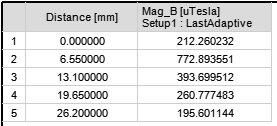 Distance [mm] Mag_B [uTesla]
Setup1 : LastAdaptive
1 0.000000 212.260232
2 6.550000 772.893551
3 13.100000 393.699512
4 19.650000 260.777483
5 26.200000 195.601144